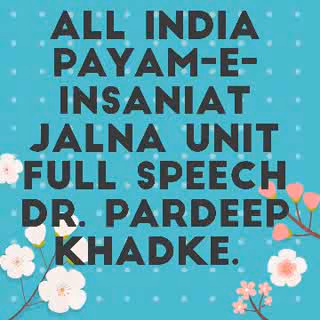 ALL INDIA
PAYAM-E-
INSANIAT
JALNA UNIT
FULL SPEECH
DR. PARDEEP
KHADKE.